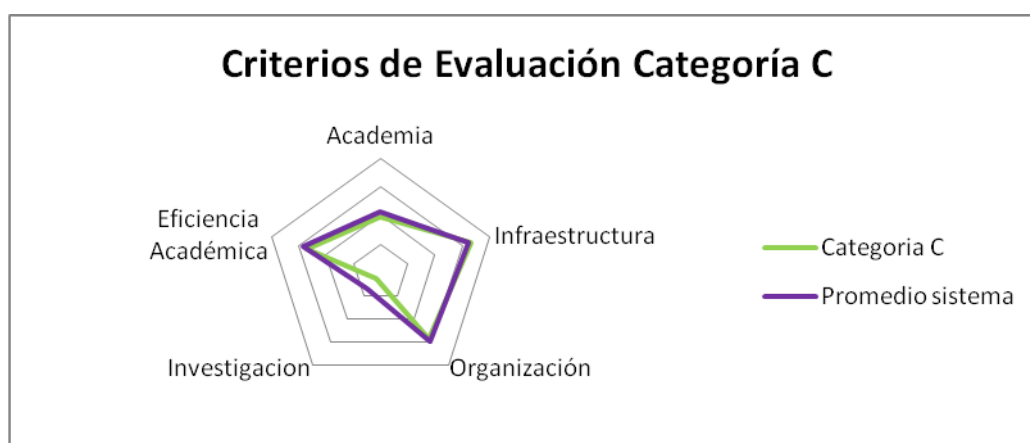 Criterios de Evaluación Categoría C
Academia
Eficiencia
Académica
Infraestructura
Investigacion
Organización
Categoria C
Promedio sistema